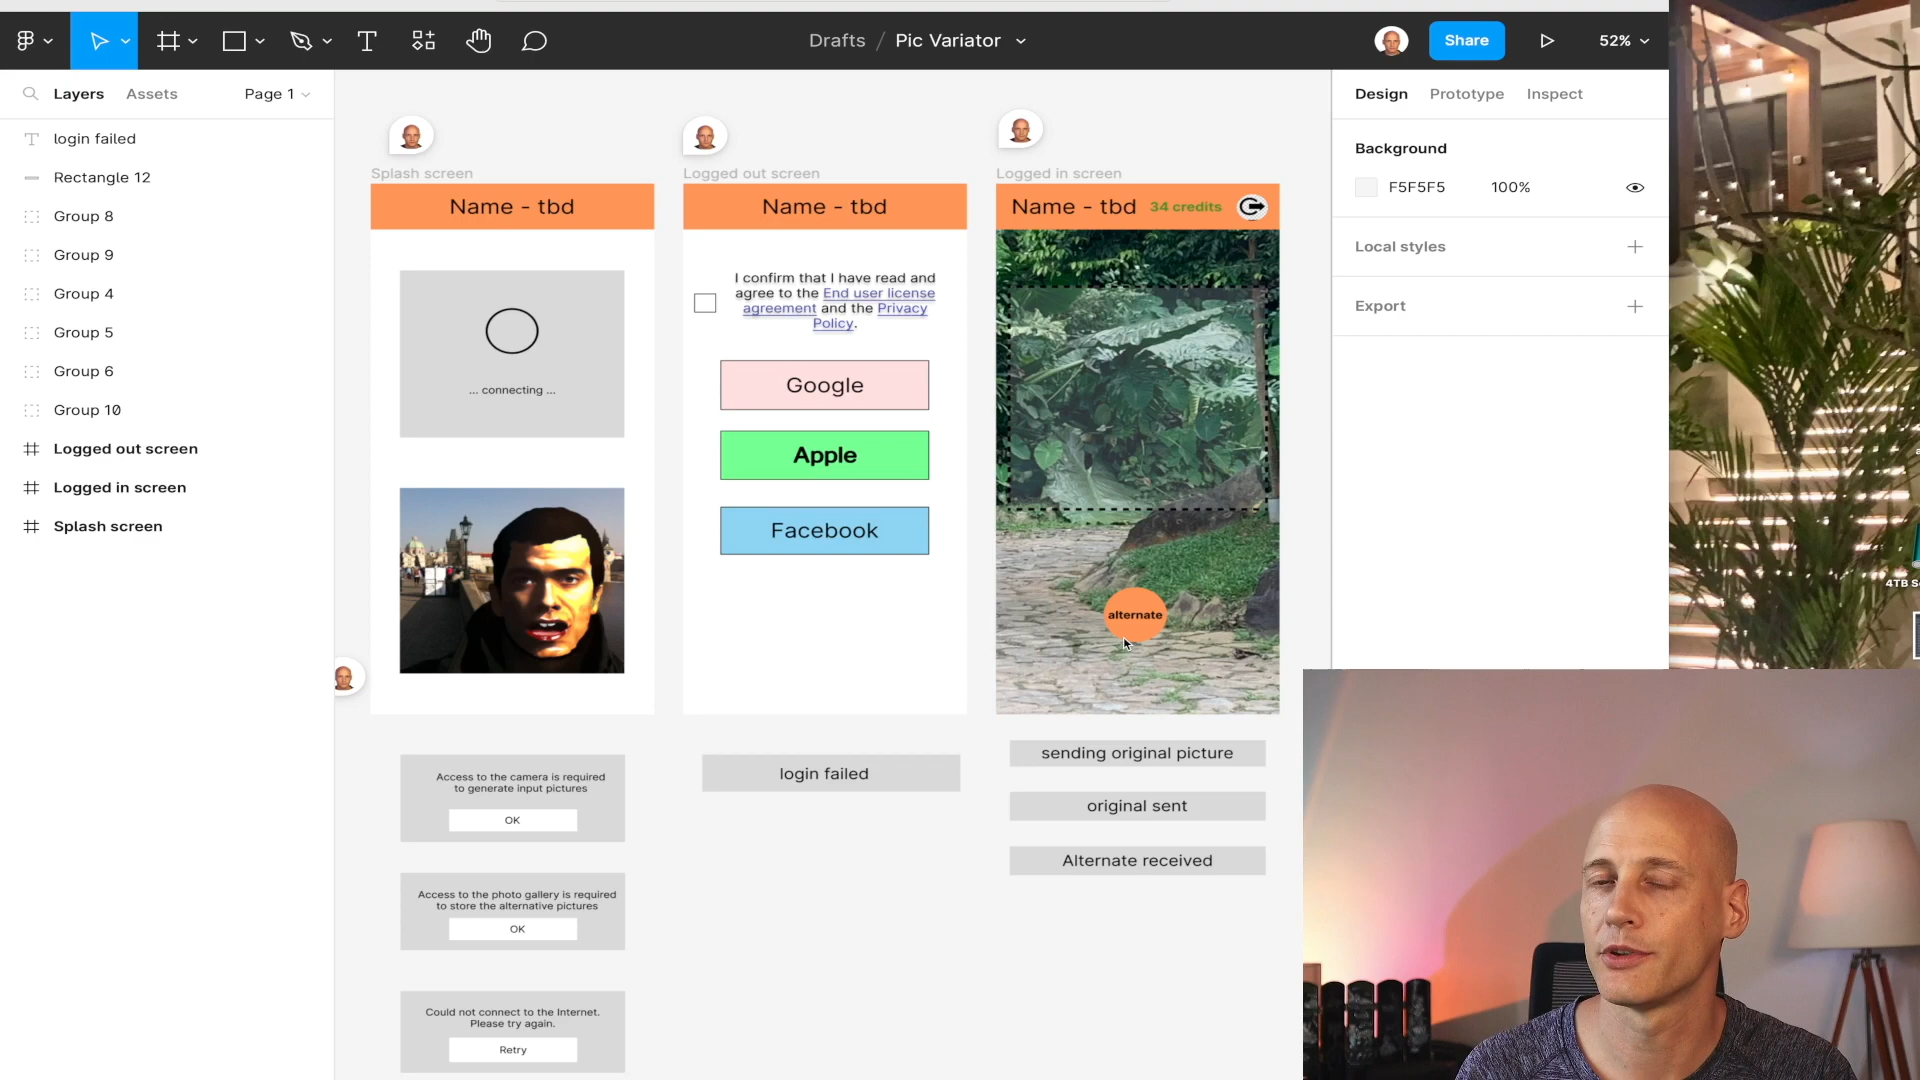 Drafts / Pic Variator
Share
52%
Layers
Assets
Page 1
login failed
Rectangle 12
Group 8
Group 9
Group 4
Group 5
Group 6
Group 10
Logged out screen
Logged in screen
Splash screen
Splash screen
Name - tbd
... connecting ...
Access to the camera is required
to generate input pictures
OK
Access to the photo gallery is required
to store the alternative pictures
OK
Could not connect to the Internet.
Please try again.
Retry
Logged out screen
Name - tbd
I confirm that I have read and
agree to the End user license
agreement and the Privacy
Policy.
Google
Apple
Facebook
login failed
Logged in screen
Name - tbd
34 credits
alternate
sending original picture
original sent
Alternate received
Design
Prototype
Inspect
Background
F5F5F5
100%
Local styles
Export
4TB